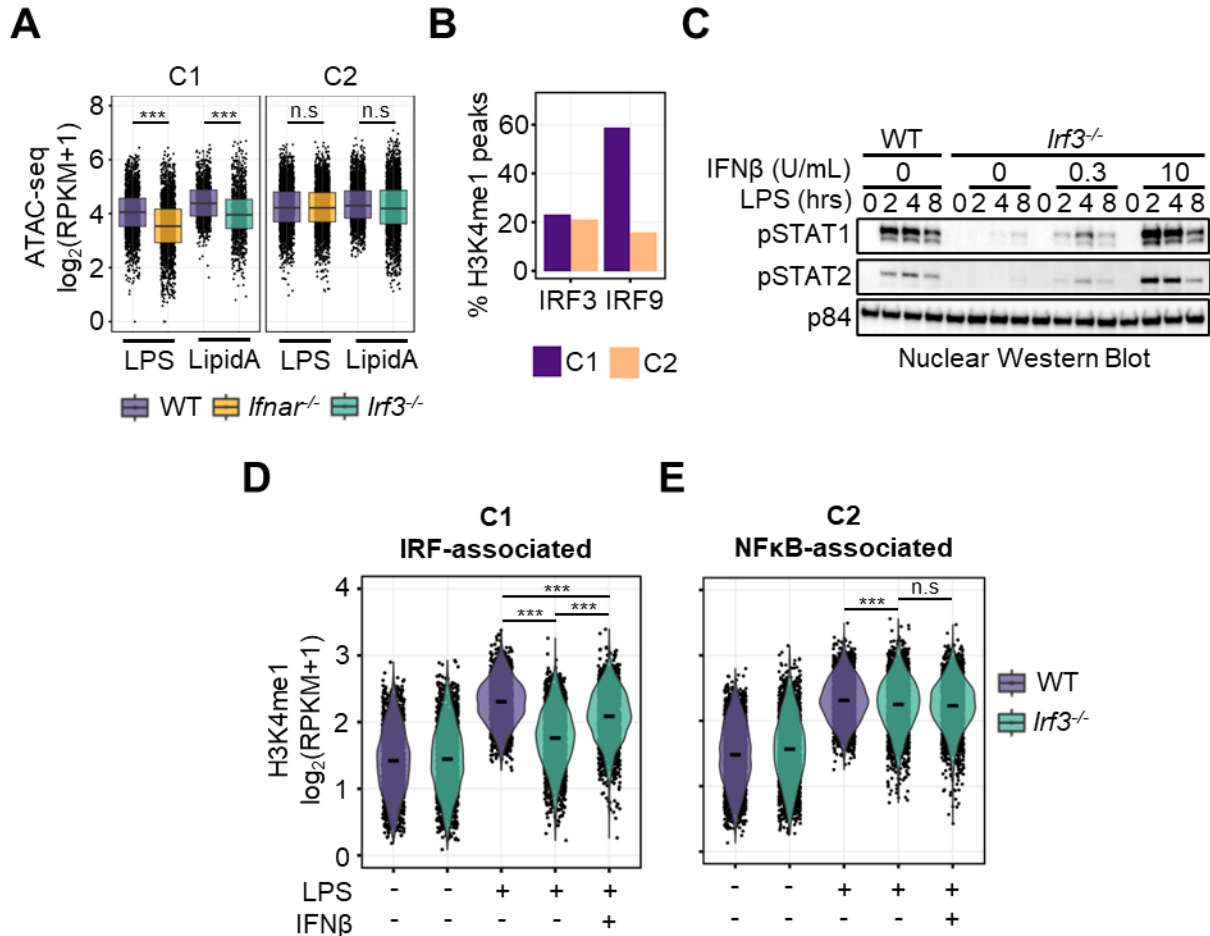 A
C1 C2
ATAC-seq
log₂(RPKM+1)
8
6
4
2
0
*** *** n.s n.s
LPS LipidA LPS LipidA
WT Ifnar-/- Irf3-/-
B
% H3K4me1 peaks
60
40
20
0
IRF3 IRF9
C1 C2
C
WT Irf3-/-
IFNβ (U/mL) 0 0 0.3 10
LPS (hrs) 0 2 4 8 0 2 4 8 0 2 4 8 0 2 4 8
pSTAT1
pSTAT2
p84
Nuclear Western Blot
D
C1
IRF-associated
H3K4me1
log₂(RPKM+1)
4
3
2
1
0
***
*** ***
LPS - - + + +
IFNβ - - - - +
E
C2
NFκB-associated
n.s
***
- - + + +
- - - - +
WT
Irf3-/-